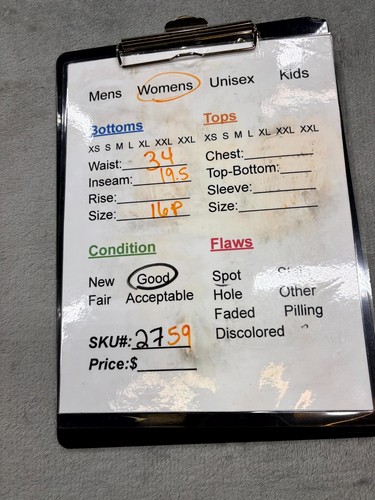 Mens Womens Unisex Kids
Bottoms Tops
XS S M L XL XXL XXL XS S M L XL XXL XXL
Waist: 34 Chest:
Inseam: 19.5 Top-Bottom:
Rise: Sleeve:
Size: 16P Size:
Condition Flaws
New Good Spot
Fair Acceptable Hole Other
Faded Pilling
SKU#: 2759 Discolored
Price:$